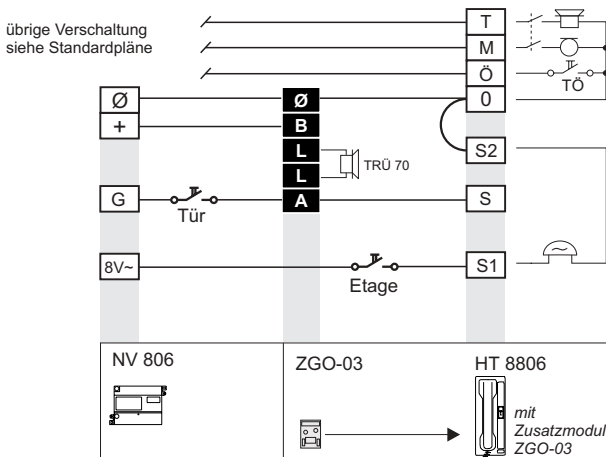 übrige Verschaltung
siehe Standardpläne
T
M
Ö
TÖ
Ø
Ø
0
+
B
L
S2
TRÜ 70
L
G
Tür
A
S
8V~
Etage
S1
NV 806
ZGO-03
HT 8806
mit
Zusatzmodul
ZGO-03